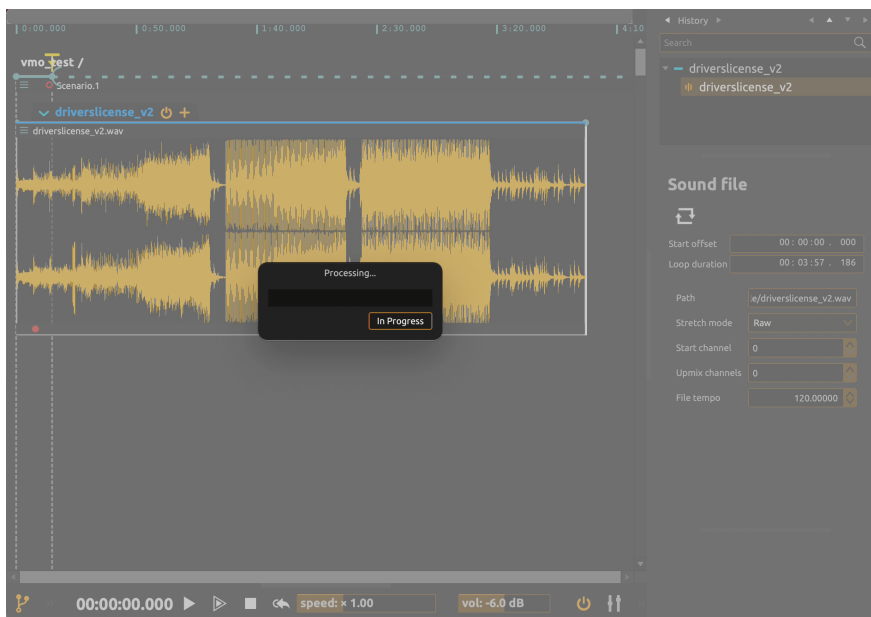 History
0:00.000 0:50.000 1:40.000 2:30.000 3:20.000 4:10
Search
vmo_test /
driverslicense_v2
driverslicense_v2
Scenario.1
driverslicense_v2
driverslicense_v2.wav
Sound file
Start offset 00:00:00. 000
Loop duration 00:03:57. 186
Processing...
In Progress
Path :e/driverslicense_v2.wav
Stretch mode Raw
Start channel 0
Upmix channels 0
File tempo 120.00000
00:00:00.000 speed: × 1.00 vol: -6.0 dB